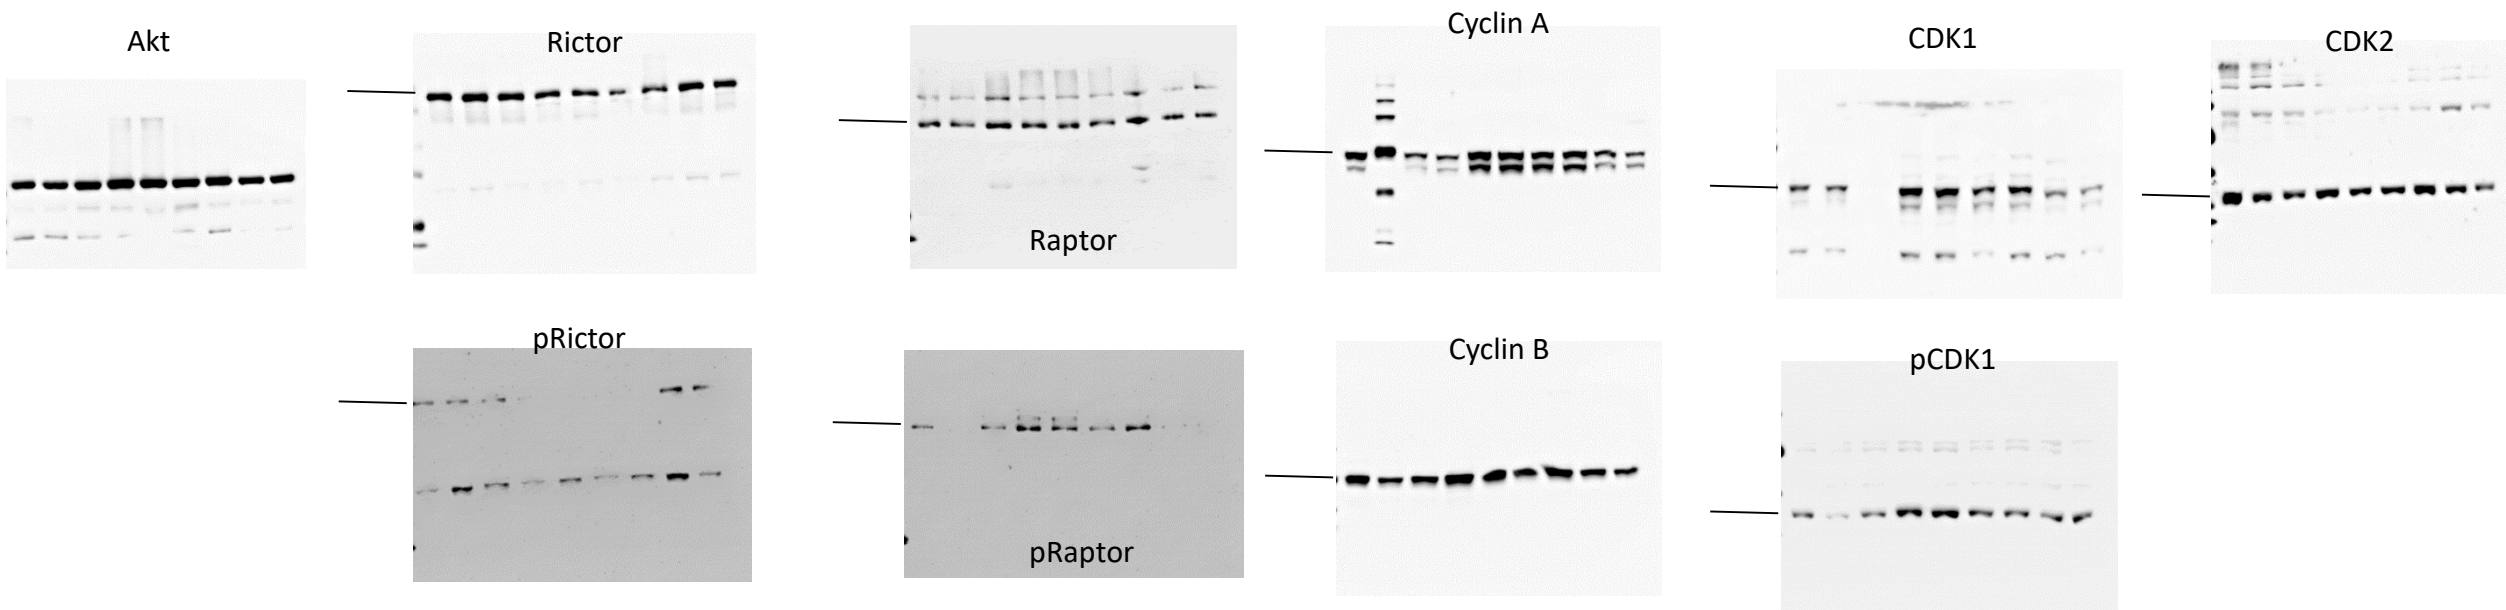 Akt
Rictor
Raptor
Cyclin A
CDK1
CDK2
pRictor
pRaptor
Cyclin B
pCDK1